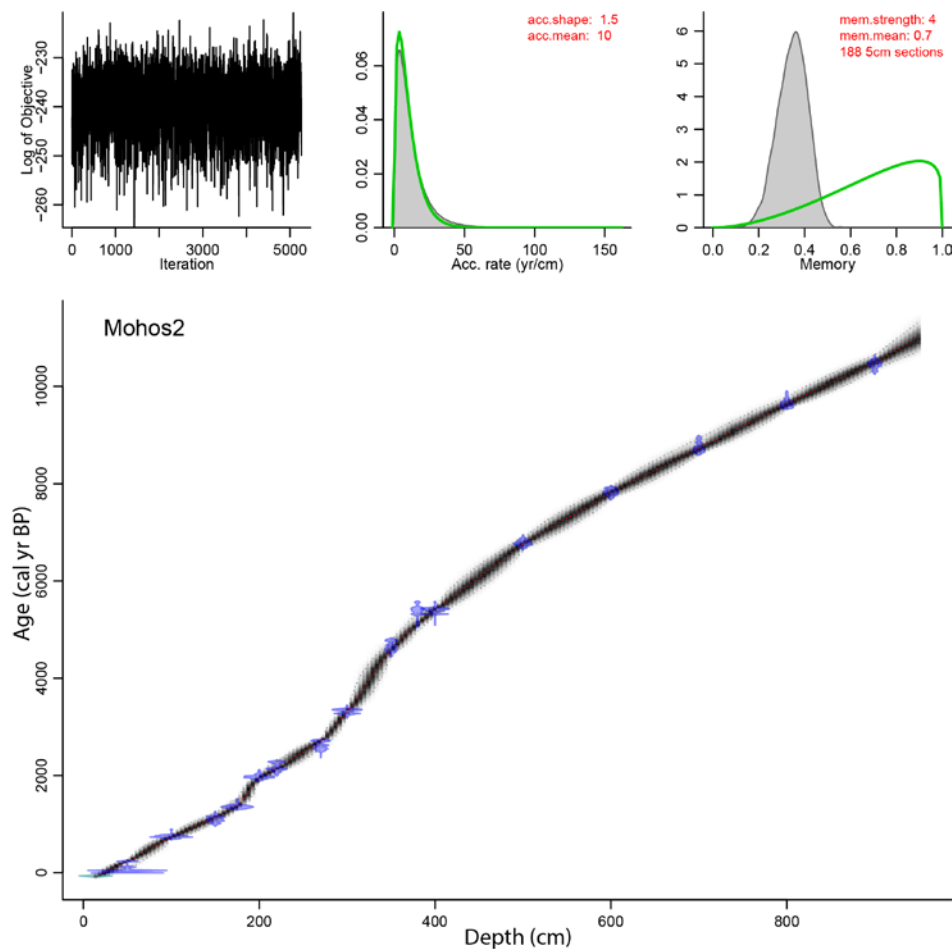 Log of Objective
−230
−240
−250
−260
0 1000 3000 5000
Iteration
acc.shape: 1.5
acc.mean: 10
0.00 0.02 0.04 0.06
0 50 100 150
Acc. rate (yr/cm)
mem.strength: 4
mem.mean: 0.7
188 5cm sections
0 1 2 3 4 5 6
0.0 0.2 0.4 0.6 0.8 1.0
Memory
Mohos2
Age (cal yr BP)
0 2000 4000 6000 8000 10000
0 200 400 600 800
Depth (cm)